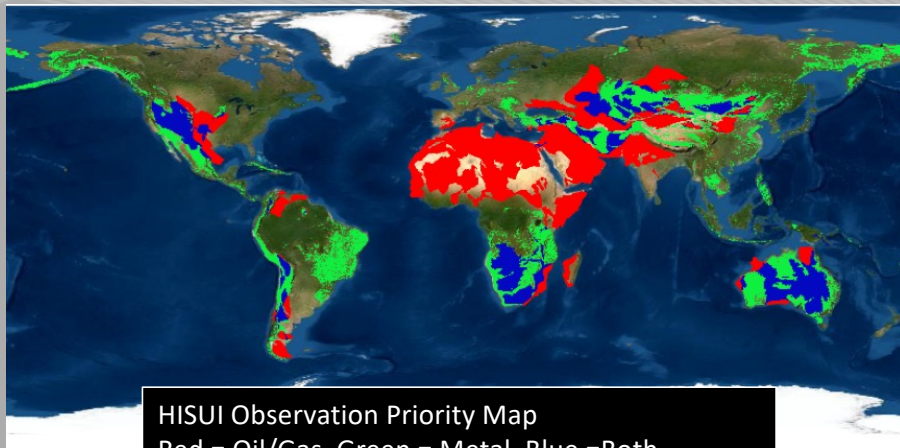 HISUI Observation Priority Map
Red = Oil/Gas, Green = Metal, Blue =Both